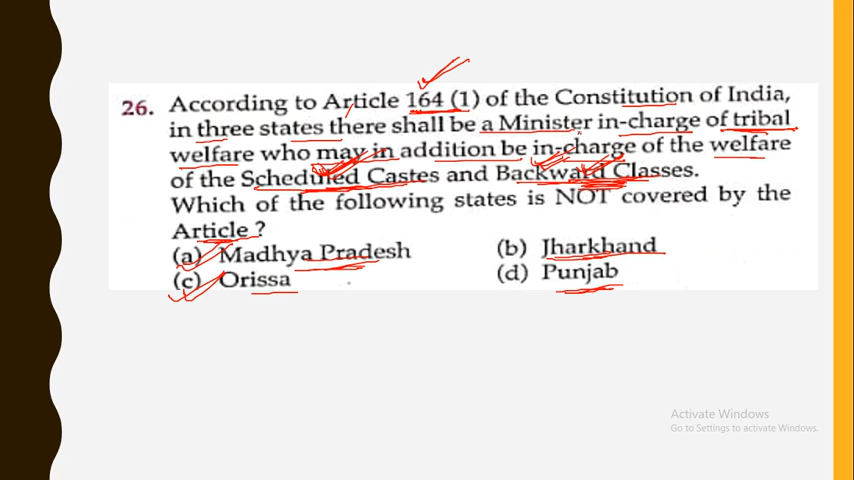 26. According to Article 164 (1) of the Constitution of India,
in three states there shall be a Minister in-charge of tribal
welfare who may in addition be in-charge of the welfare
of the Scheduled Castes and Backward Classes.
Which of the following states is NOT covered by the
Article ?
(a) Madhya Pradesh (b) Jharkhand
(c) Orissa (d) Punjab
Activate Windows
Go to Settings to activate Windows.